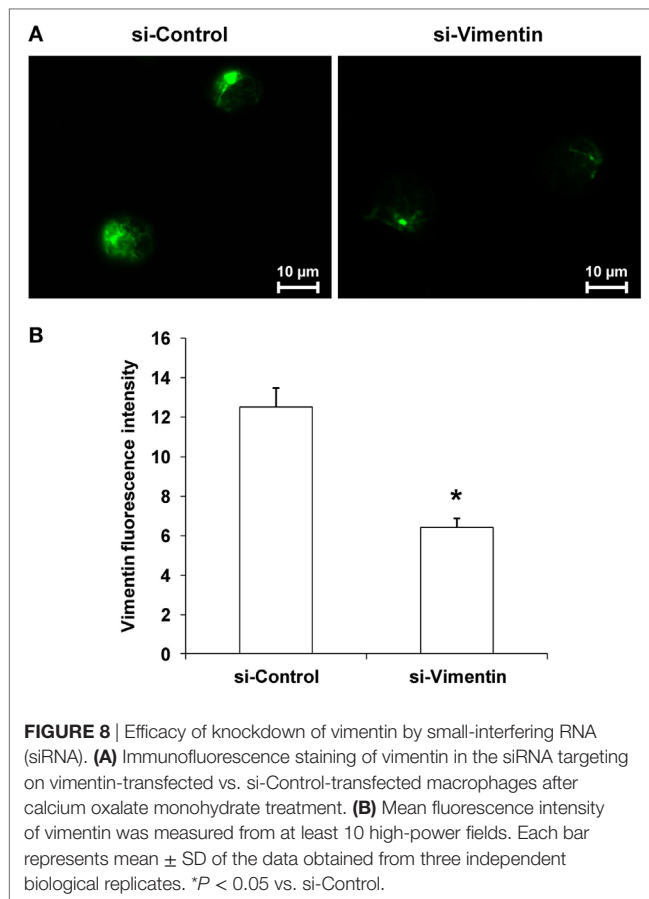 A
si-Control
si-Vimentin
10 µm
10 µm
B
Vimentin fluorescence intensity
16
14
12
10
8
6
4
2
0
*
si-Control
si-Vimentin
FIGURE 8 | Efficacy of knockdown of vimentin by small-interfering RNA
(siRNA). (A) Immunofluorescence staining of vimentin in the siRNA targeting
on vimentin-transfected vs. si-Control-transfected macrophages after
calcium oxalate monohydrate treatment. (B) Mean fluorescence intensity
of vimentin was measured from at least 10 high-power fields. Each bar
represents mean ± SD of the data obtained from three independent
biological replicates. *P < 0.05 vs. si-Control.